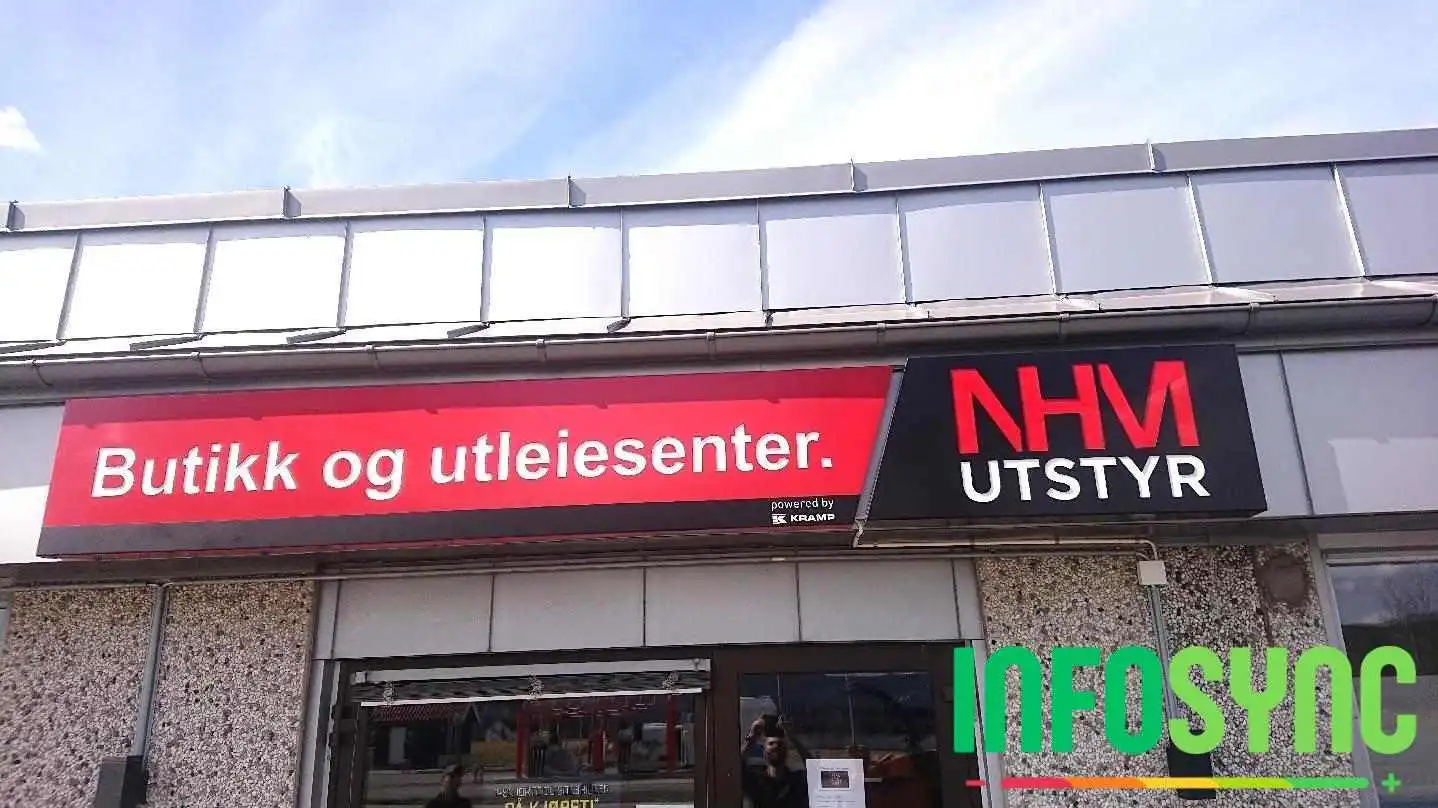 Butikk og utleiesenter.
powered by
KRAMP
NHM
UTSTYR
INFOSYNC